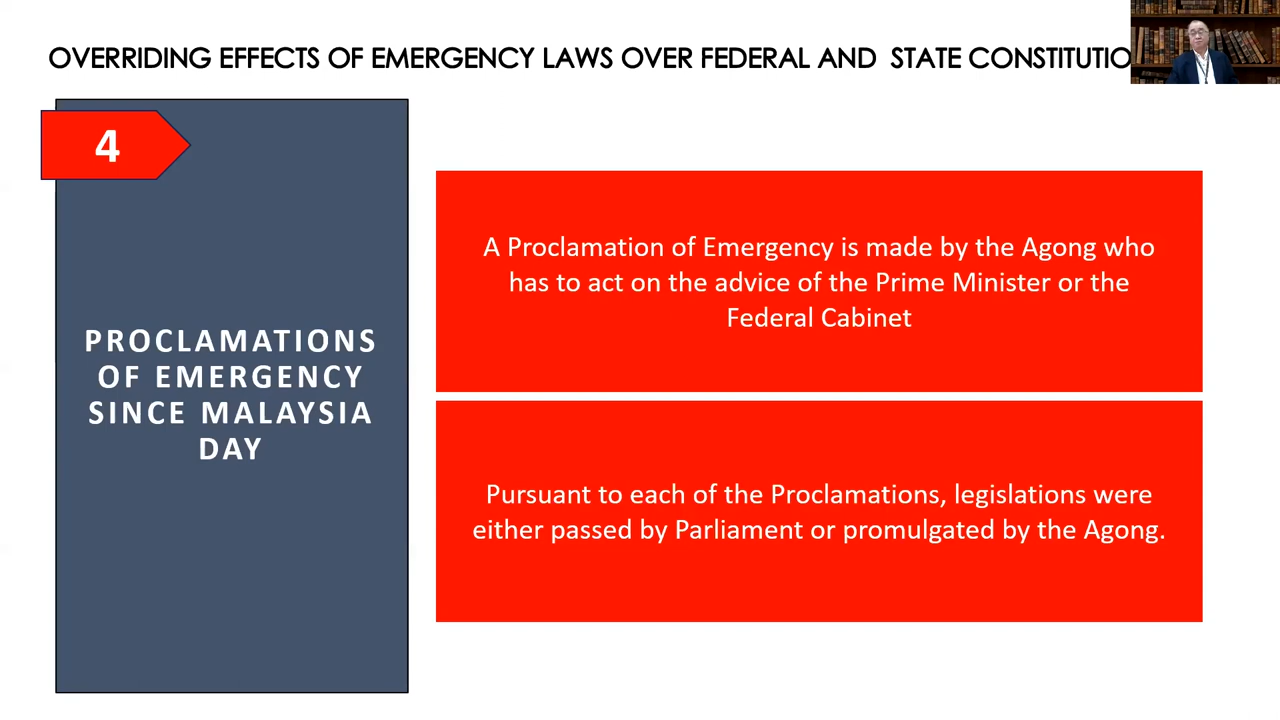 OVERRIDING EFFECTS OF EMERGENCY LAWS OVER FEDERAL AND STATE CONSTITUTIO
4
PROCLAMATIONS
OF EMERGENCY
SINCE MALAYSIA
DAY
A Proclamation of Emergency is made by the Agong who
has to act on the advice of the Prime Minister or the
Federal Cabinet
Pursuant to each of the Proclamations, legislations were
either passed by Parliament or promulgated by the Agong.